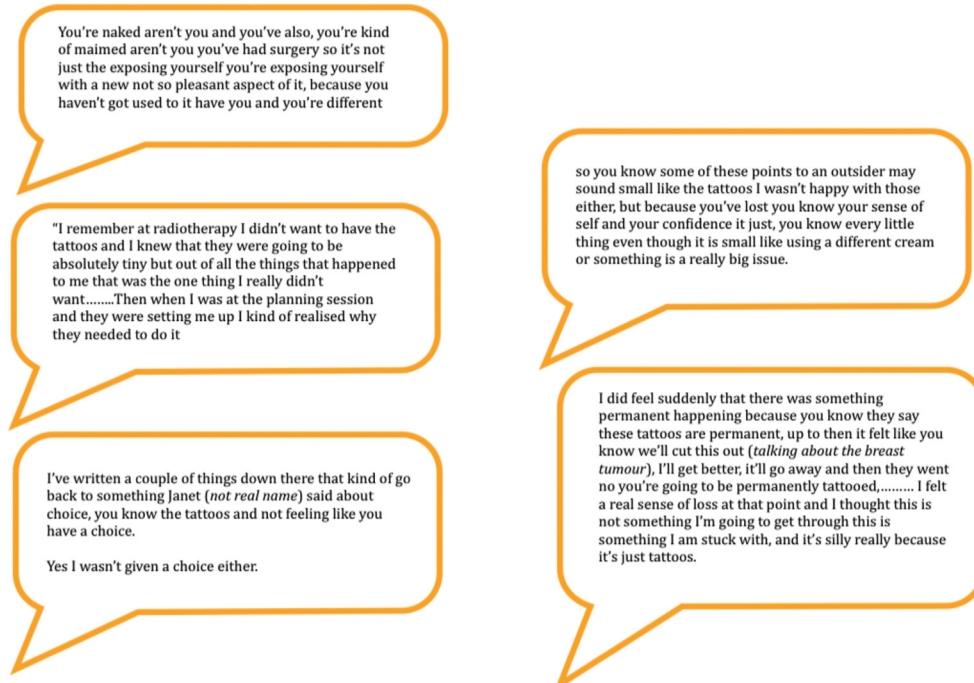 You’re naked aren’t you and you’ve also, you’re kind
of maimed aren’t you you’ve had surgery so it’s not
just the exposing yourself you’re exposing yourself
with a new not so pleasant aspect of it, because you
haven’t got used to it have you and you’re different
“I remember at radiotherapy I didn’t want to have the
tattoos and I knew that they were going to be
absolutely tiny but out of all the things that happened
to me that was the one thing I really didn’t
want……..Then when I was at the planning session
and they were setting me up I kind of realised why
they needed to do it
I’ve written a couple of things down there that kind of go
back to something Janet (not real name) said about
choice, you know the tattoos and not feeling like you
have a choice.
Yes I wasn’t given a choice either.
so you know some of these points to an outsider may
sound small like the tattoos I wasn’t happy with those
either, but because you’ve lost you know your sense of
self and your confidence it just, you know every little
thing even though it is small like using a different cream
or something is a really big issue.
I did feel suddenly that there was something
permanent happening because you know they say
these tattoos are permanent, up to then it felt like you
know we’ll cut this out (talking about the breast
tumour), I’ll get better, it’ll go away and then they went
no you’re going to be permanently tattooed,……… I felt
a real sense of loss at that point and I thought this is
not something I’m going to get through this is
something I am stuck with, and it’s silly really because
it’s just tattoos.